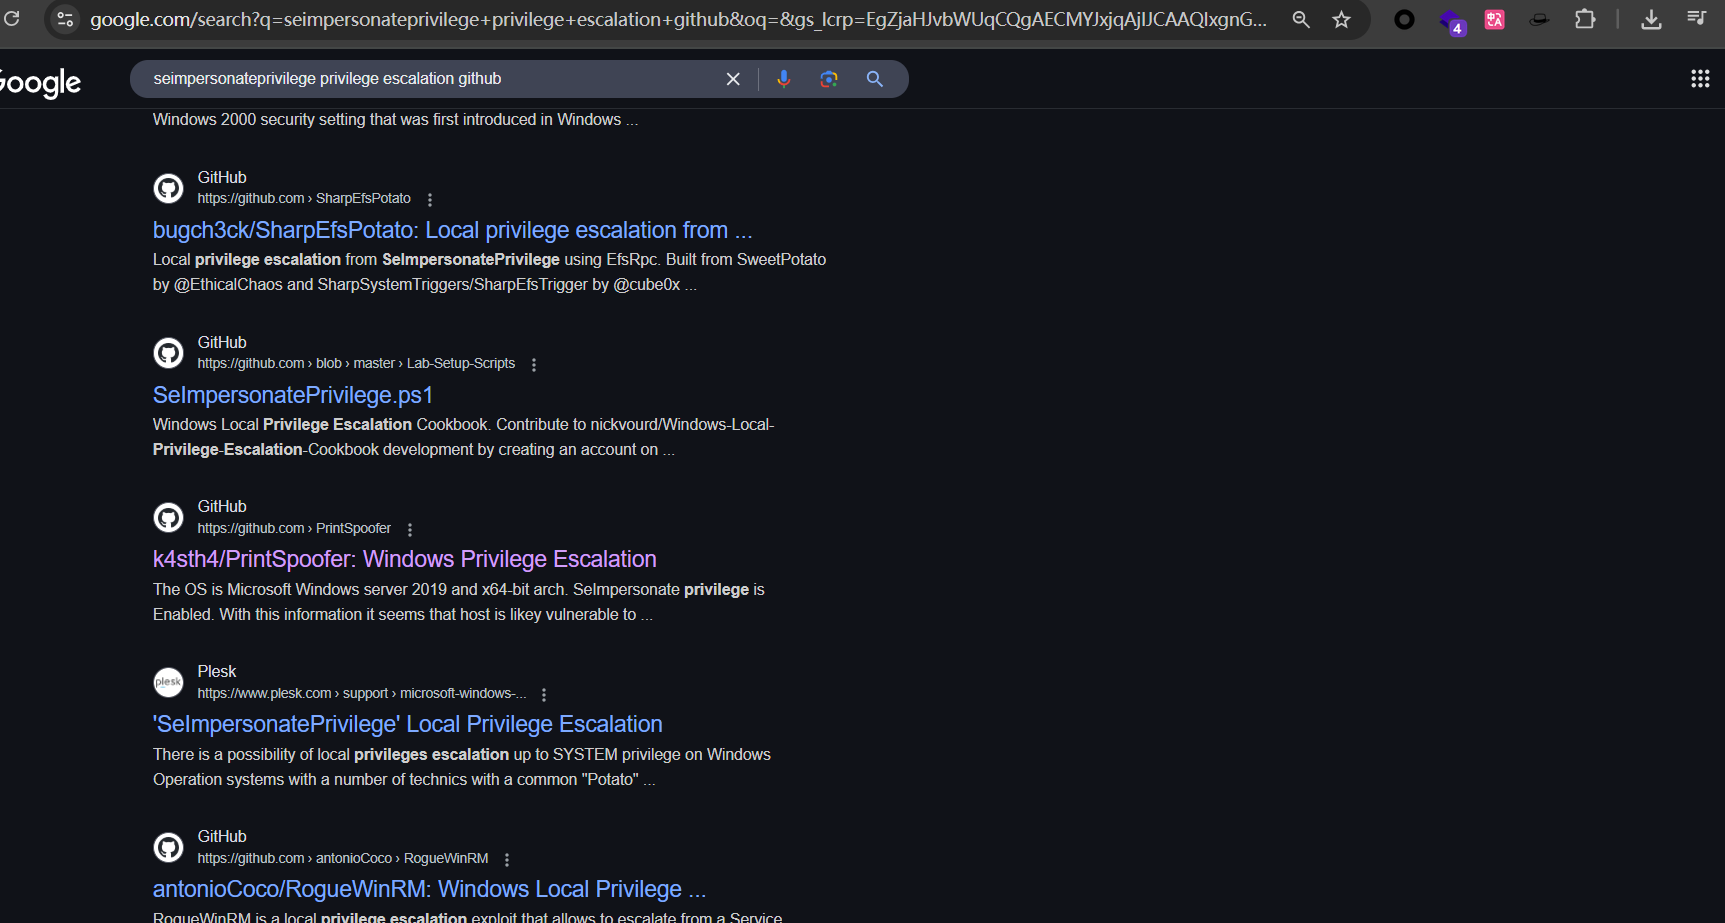 google.com/search?q=seimpersonateprivilege+privilege+escalation+github&oq=&gs_lcrp=EgZjaHJvbWUqCQgAECMYJxjqAjIJCAAQIxgnG...
4
Google
seimpersonateprivilege privilege escalation github
Windows 2000 security setting that was first introduced in Windows ...
GitHub
https://github.com › SharpEfsPotato
bugch3ck/SharpEfsPotato: Local privilege escalation from ...
Local privilege escalation from SeImpersonatePrivilege using EfsRpc. Built from SweetPotato
by @EthicalChaos and SharpSystemTriggers/SharpEfsTrigger by @cube0x ...
GitHub
https://github.com › blob › master › Lab-Setup-Scripts
SeImpersonatePrivilege.ps1
Windows Local Privilege Escalation Cookbook. Contribute to nickvourd/Windows-Local-
Privilege-Escalation-Cookbook development by creating an account on ...
GitHub
https://github.com › PrintSpoofer
k4sth4/PrintSpoofer: Windows Privilege Escalation
The OS is Microsoft Windows server 2019 and x64-bit arch. SeImpersonate privilege is
Enabled. With this information it seems that host is likey vulnerable to ...
plesk
Plesk
https://www.plesk.com › support › microsoft-windows-...
'SeImpersonatePrivilege' Local Privilege Escalation
There is a possibility of local privileges escalation up to SYSTEM privilege on Windows
Operation systems with a number of technics with a common "Potato" ...
GitHub
https://github.com › antonioCoco › RogueWinRM
antonioCoco/RogueWinRM: Windows Local Privilege ...
RogueWinRM is a local privilege escalation exploit that allows to escalate from a Service